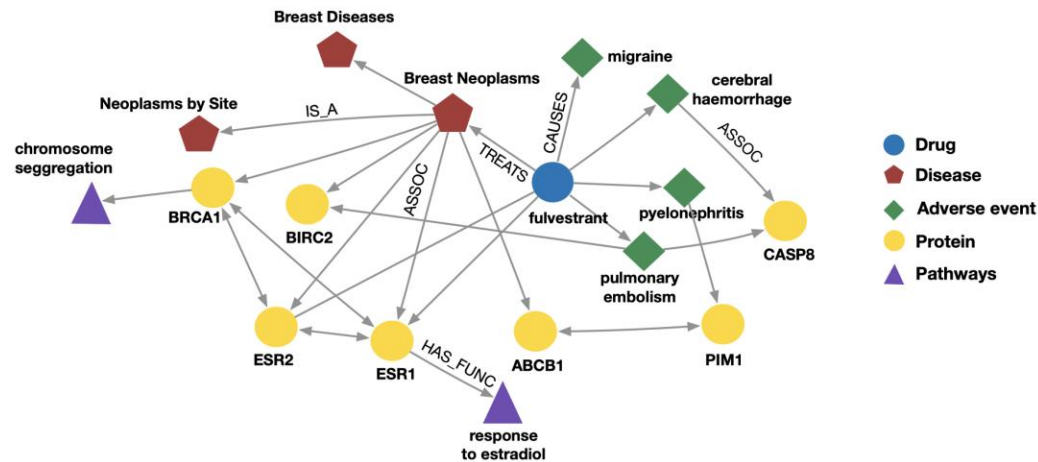 Breast Diseases
migraine
Breast Neoplasms
cerebral
haemorrhage
Neoplasms by Site
IS_A
CAUSES
ASSOC
chromosome
seggregation
TREATS
Drug
Disease
Adverse event
Protein
Pathways
ASSOC
BRCA1
BIRC2
fulvestrant
pyelonephritis
CASP8
pulmonary
embolism
ESR2
ESR1
HAS_FUNC
ABCB1
PIM1
response
to estradiol